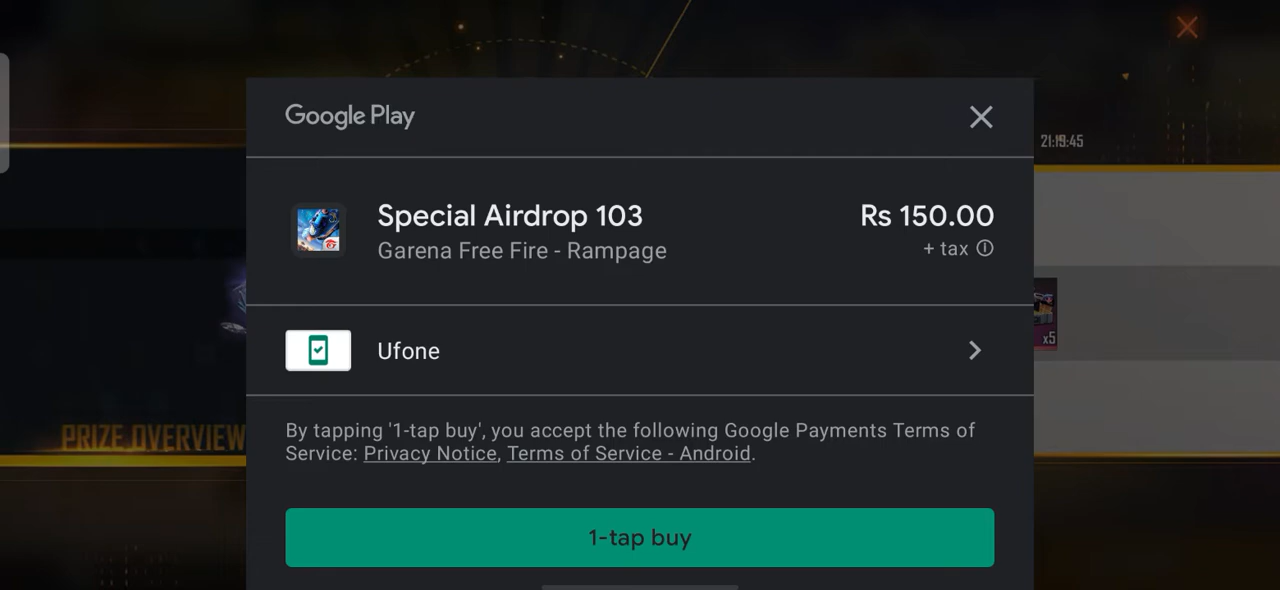 Google Play
21:19:45
Special Airdrop 103
Rs 150.00
Garena Free Fire - Rampage
+ tax
x5
Ufone
PRIZE OVERVIEW
By tapping '1-tap buy', you accept the following Google Payments Terms of
Service: Privacy Notice, Terms of Service - Android.
1-tap buy